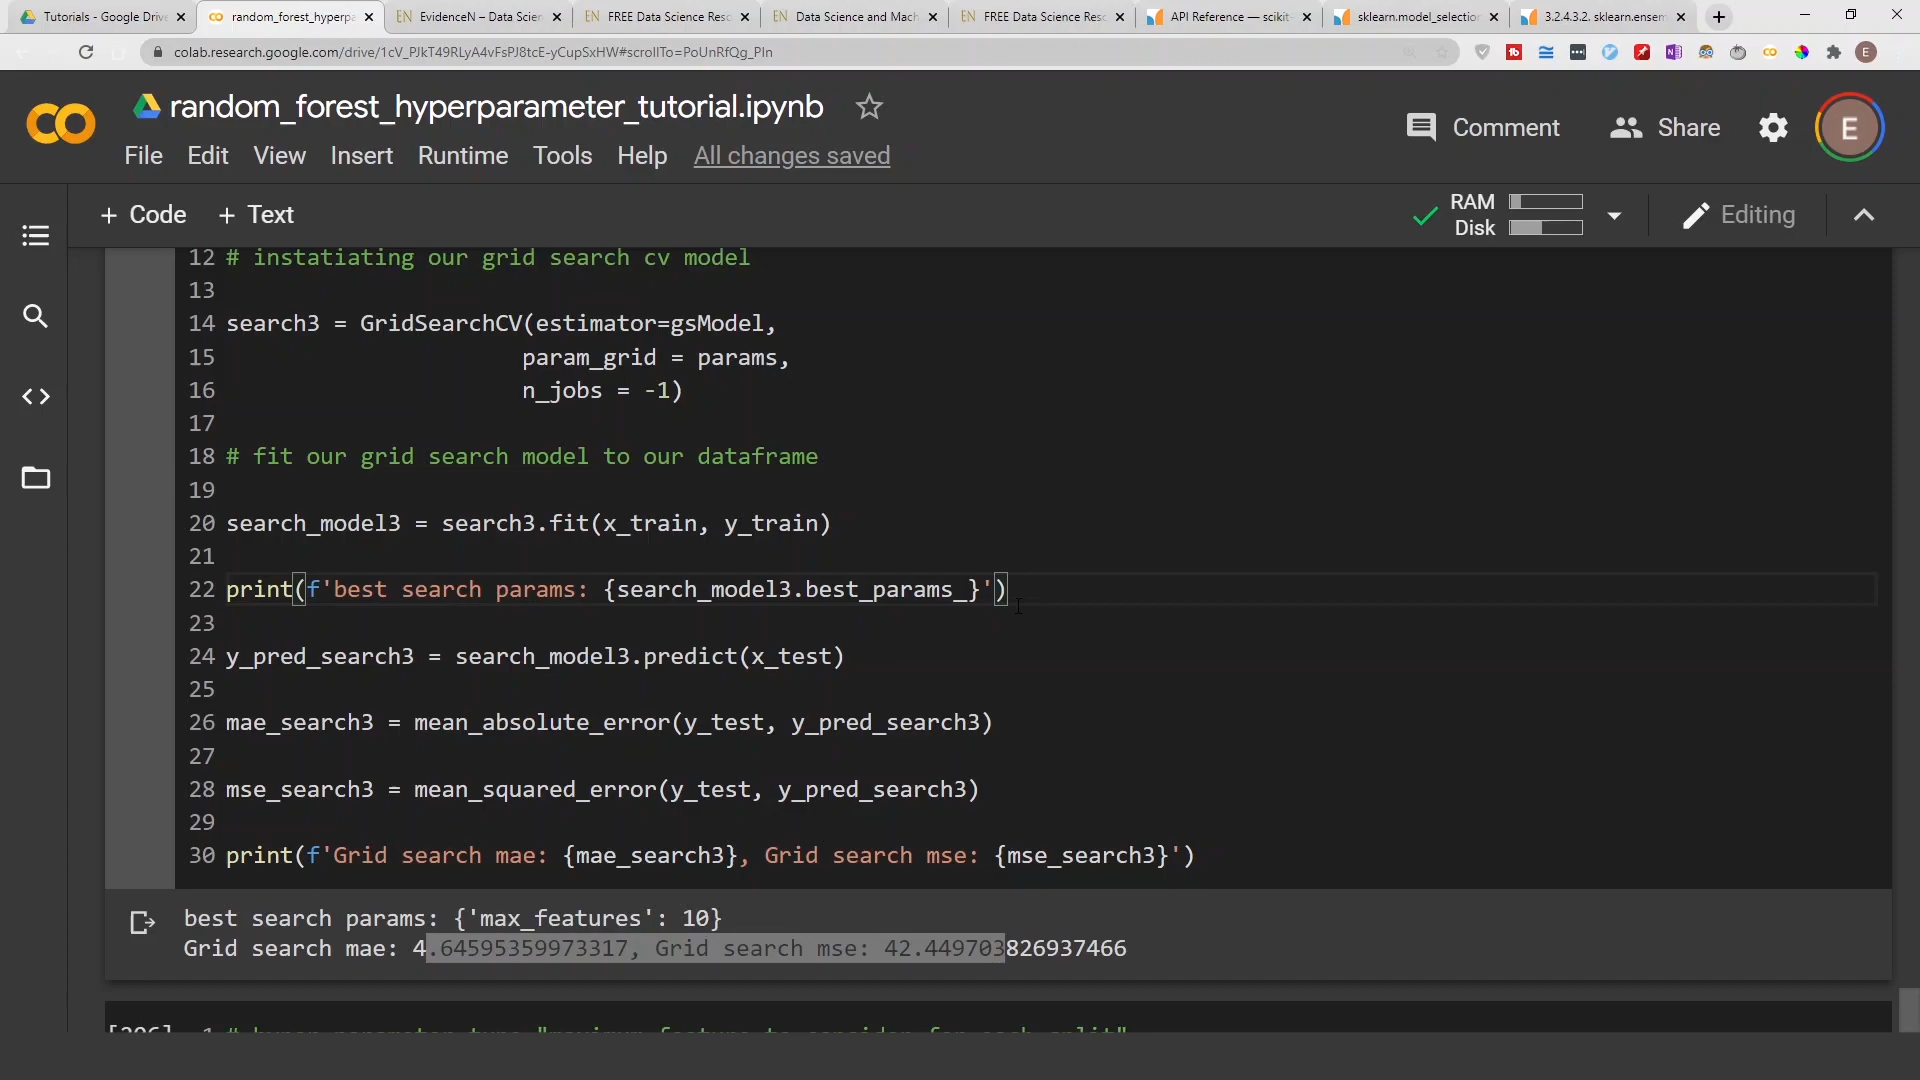 Tutorials - Google Drive
random_forest_hyperpa
EvidenceN – Data Scien
FREE Data Science Reso
Data Science and Mach
FREE Data Science Reso
API Reference — scikit-
sklearn.model_selection
3.2.4.3.2. sklearn.ensem
colab.research.google.com/drive/1cV_PJkT49RLyA4vFsPJ8tcE-yCupSxHW#scrollTo=PoUnRfQg_PIn
random_forest_hyperparameter_tutorial.ipynb
Comment
Share
E
File Edit View Insert Runtime Tools Help All changes saved
+ Code + Text
RAM
Disk
Editing
12 # instatiating our grid search cv model
13
14 search3 = GridSearchCV(estimator=gsModel,
15 param_grid = params,
16 n_jobs = -1)
17
18 # fit our grid search model to our dataframe
19
20 search_model3 = search3.fit(x_train, y_train)
21
22 print(f'best search params: {search_model3.best_params_}')
23
24 y_pred_search3 = search_model3.predict(x_test)
25
26 mae_search3 = mean_absolute_error(y_test, y_pred_search3)
27
28 mse_search3 = mean_squared_error(y_test, y_pred_search3)
29
30 print(f'Grid search mae: {mae_search3}, Grid search mse: {mse_search3}')
best search params: {'max_features': 10}
Grid search mae: 4.64595359973317, Grid search mse: 42.449703826937466